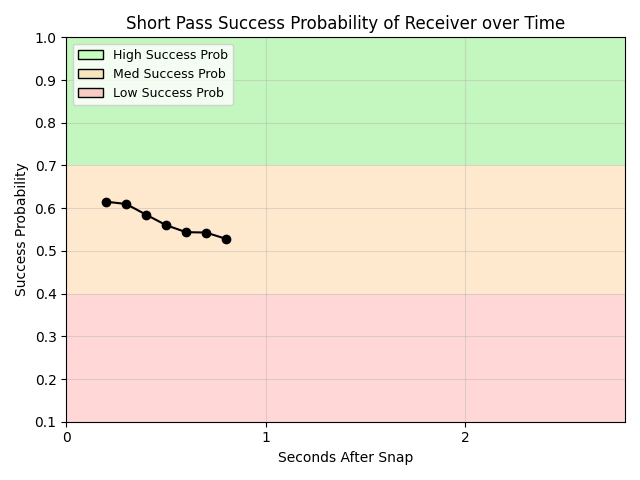 Short Pass Success Probability of Receiver over Time
1.0
High Success Prob
Med Success Prob
Low Success Prob
0.9
0.8
0.7
0.6
0.5
0.4
0.3
0.2
0.1
Success Probability
0 1 2
Seconds After Snap